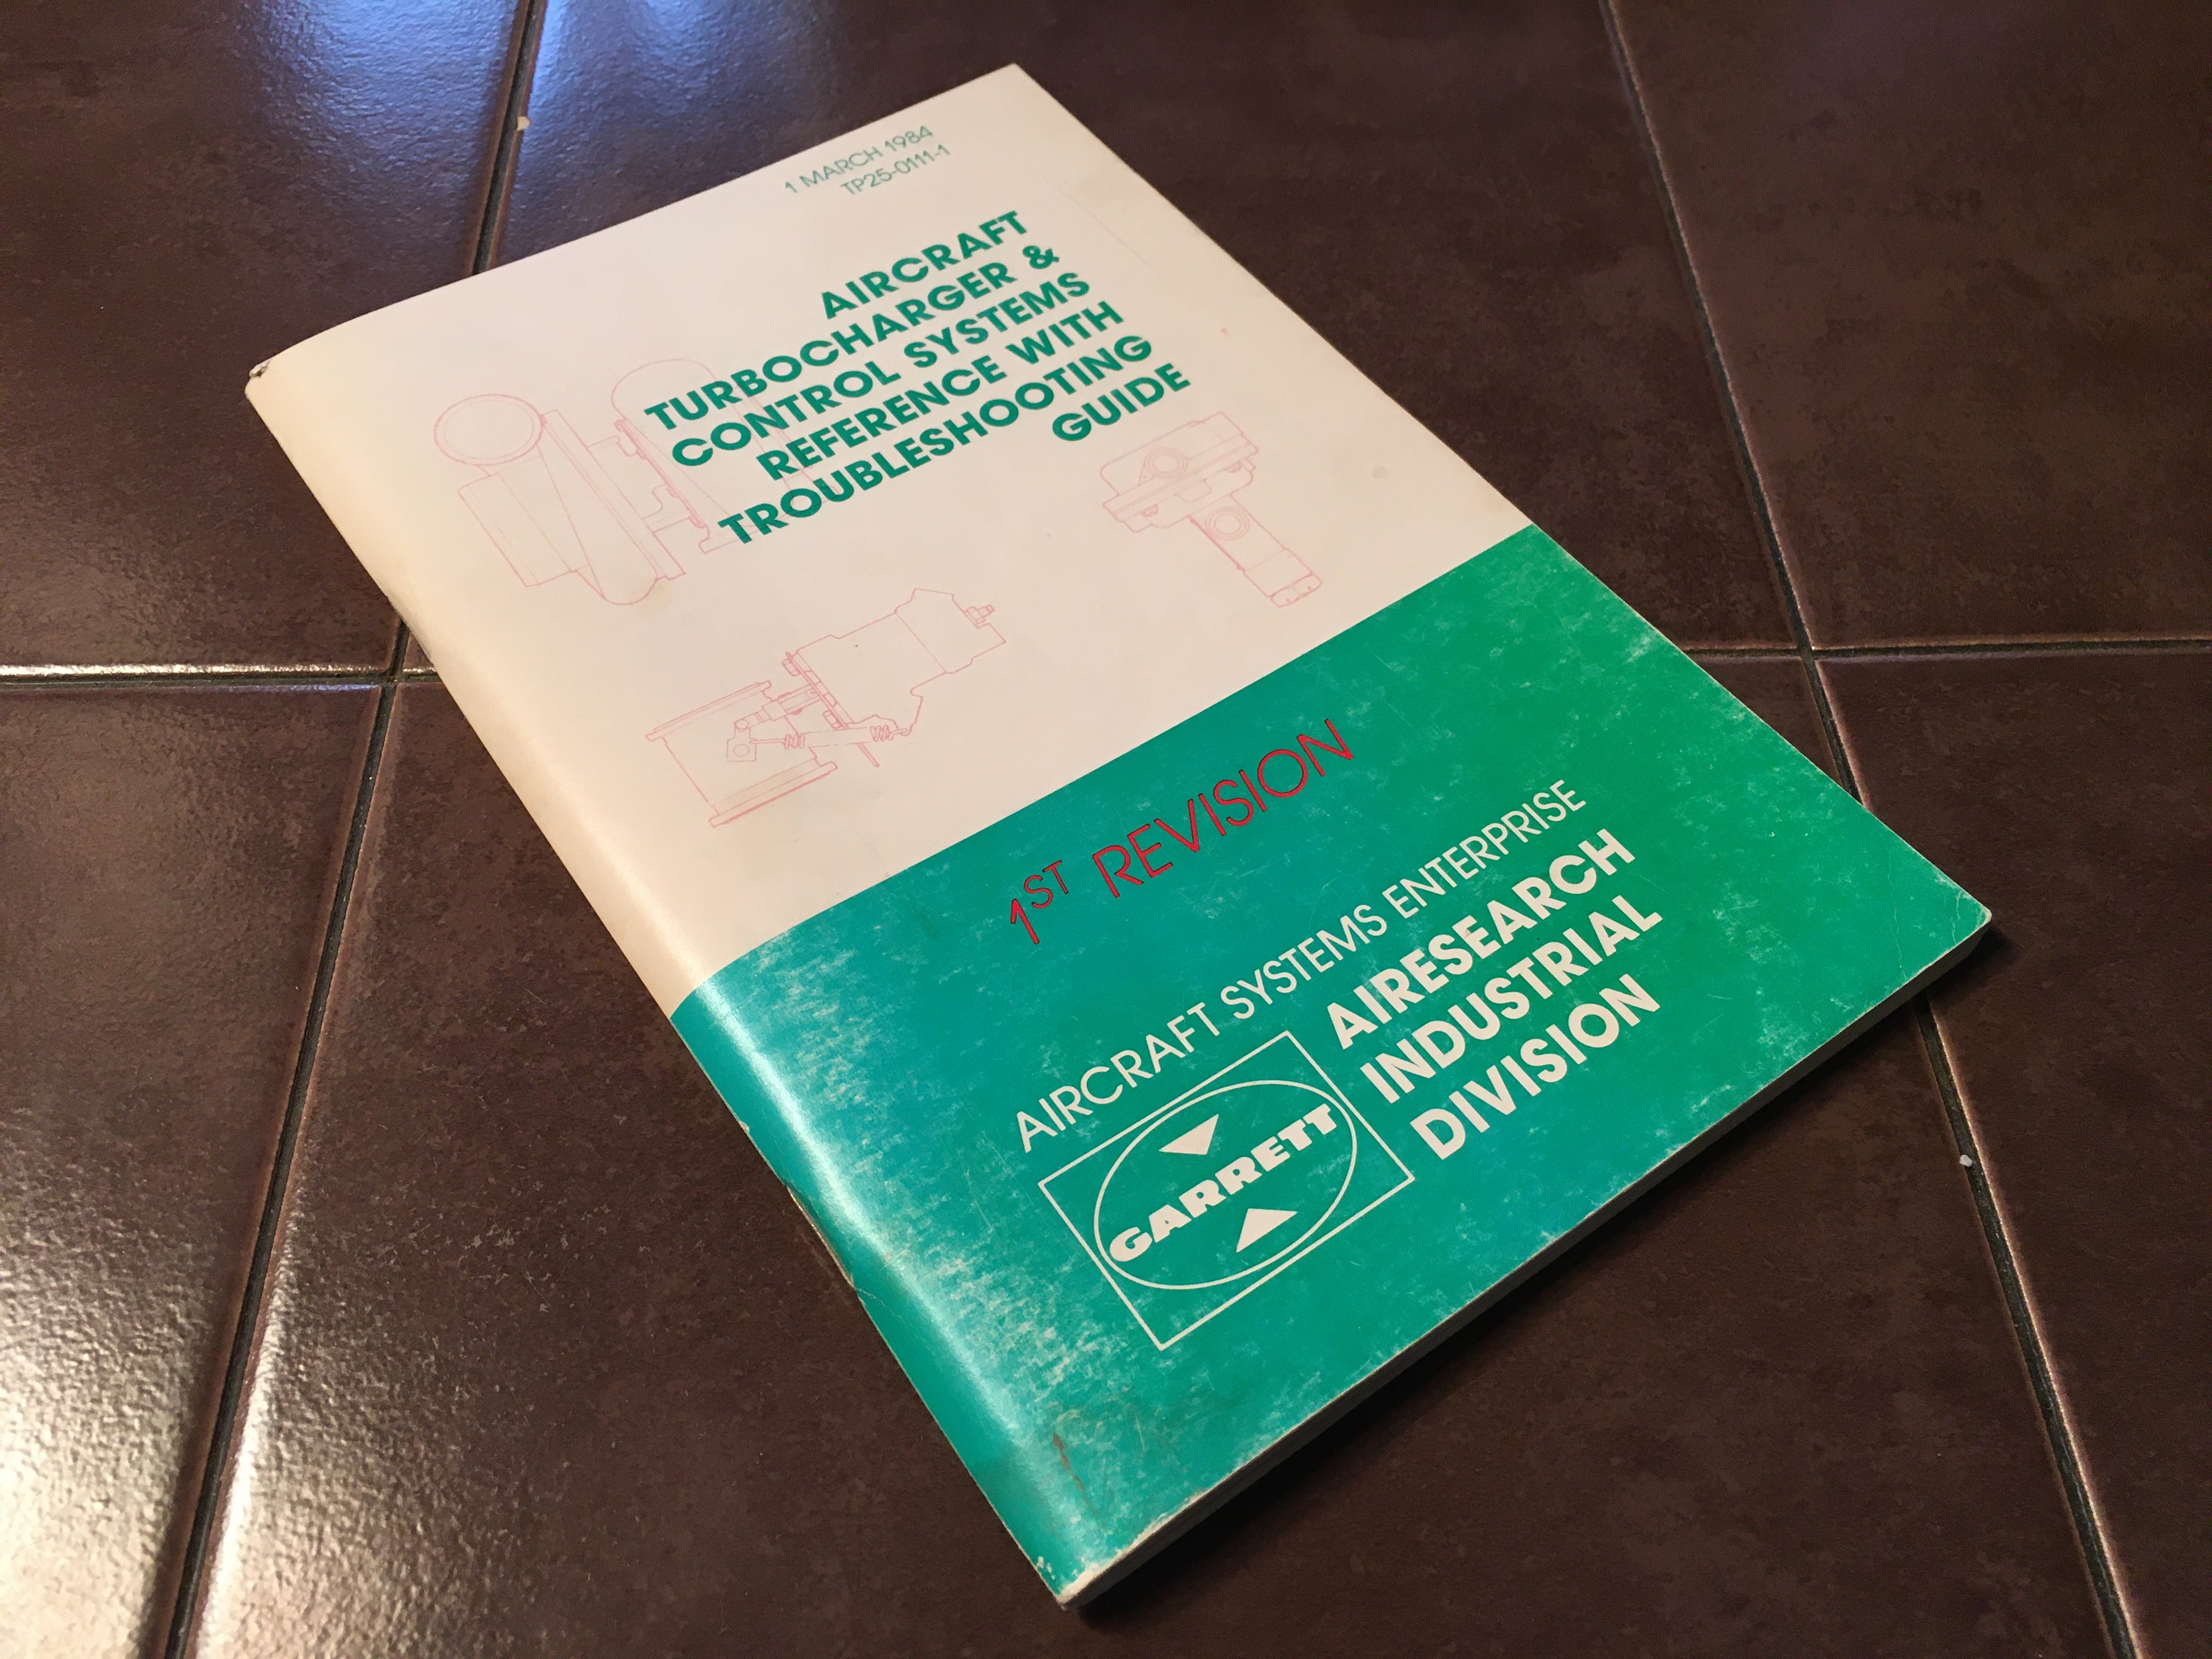 1 MARCH 1984
TP25-0111-1
AIRCRAFT
TURBOCHARGER &
CONTROL SYSTEMS
REFERENCE WITH
TROUBLESHOOTING
GUIDE
1ST REVISION
AIRCRAFT SYSTEMS ENTERPRISE
GARRETT
AIRESEARCH
INDUSTRIAL
DIVISION